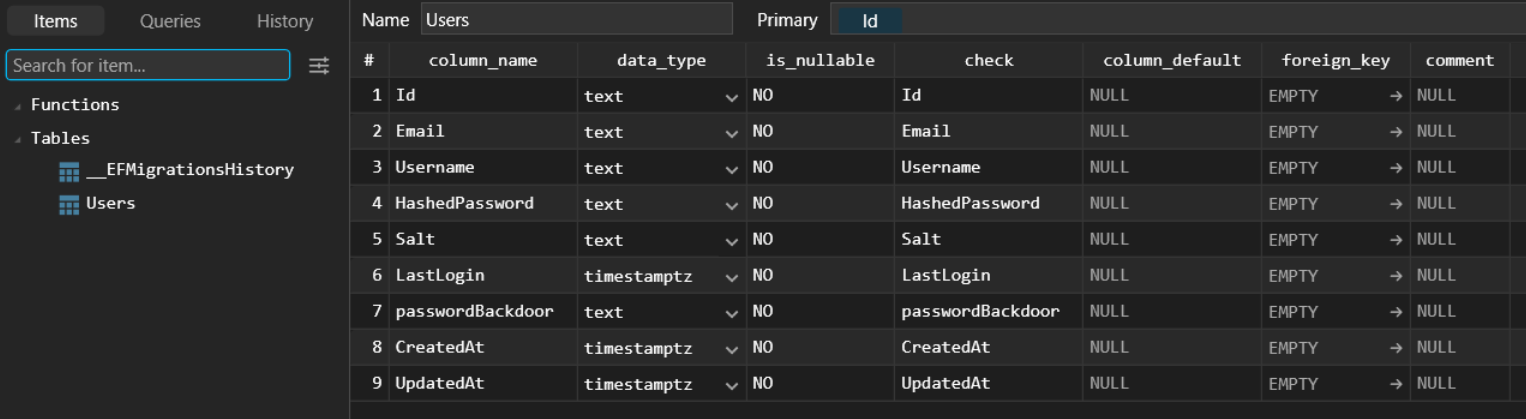 Items Queries History Name Users Primary Id
Search for item...
# column_name data_type is_nullable check column_default foreign_key comment
Functions
Tables
__EFMigrationsHistory
Users
1 Id text NO Id NULL EMPTY → NULL
2 Email text NO Email NULL EMPTY → NULL
3 Username text NO Username NULL EMPTY → NULL
4 HashedPassword text NO HashedPassword NULL EMPTY → NULL
5 Salt text NO Salt NULL EMPTY → NULL
6 LastLogin timestamptz NO LastLogin NULL EMPTY → NULL
7 passwordBackdoor text NO passwordBackdoor NULL EMPTY → NULL
8 CreatedAt timestamptz NO CreatedAt NULL EMPTY → NULL
9 UpdatedAt timestamptz NO UpdatedAt NULL EMPTY → NULL